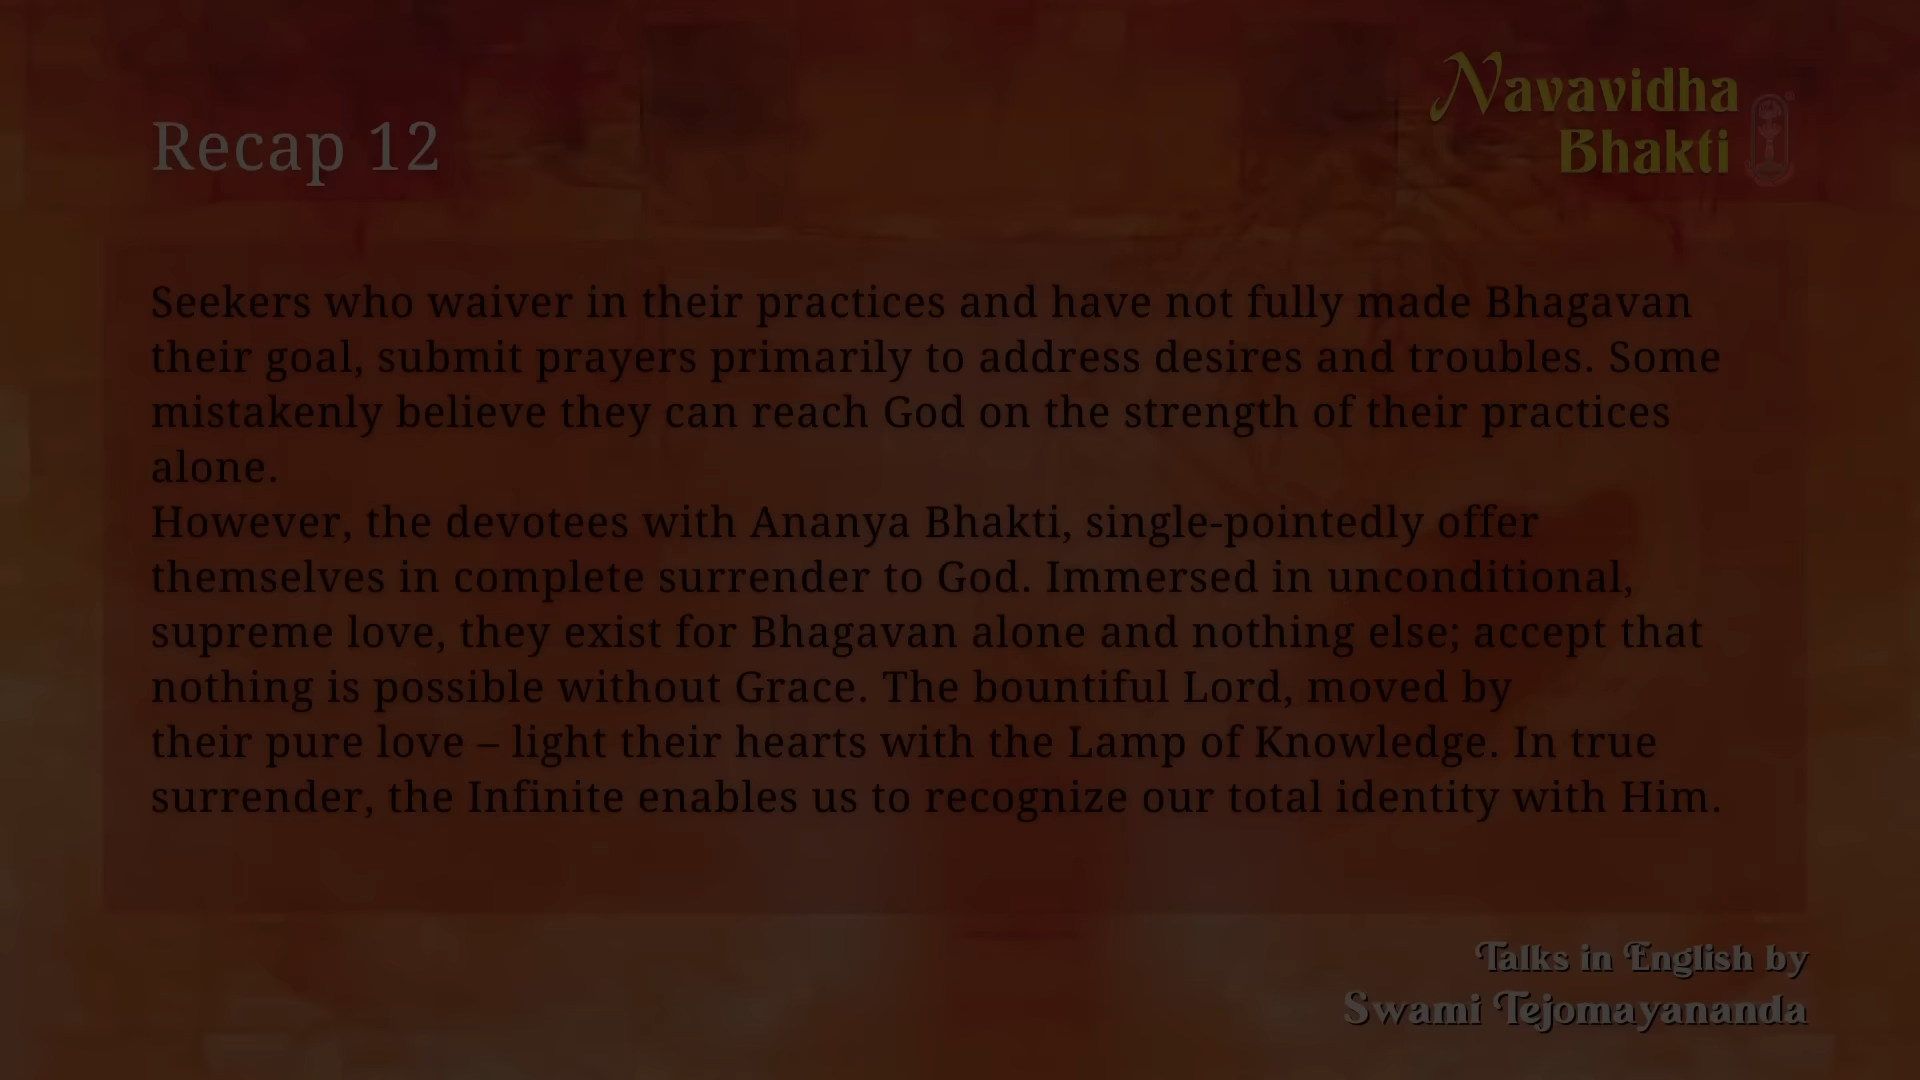 Navavidha
Bhakti
Recap 12
Seekers who waiver in their practices and have not fully made Bhagavan
their goal, submit prayers primarily to address desires and troubles. Some
mistakenly believe they can reach God on the strength of their practices
alone.
However, the devotees with Ananya Bhakti, single-pointedly offer
themselves in complete surrender to God. Immersed in unconditional,
supreme love, they exist for Bhagavan alone and nothing else; accept that
nothing is possible without Grace. The bountiful Lord, moved by
their pure love – light their hearts with the Lamp of Knowledge. In true
surrender, the Infinite enables us to recognize our total identity with Him.
Talks in English by
Swami Tejomayananda